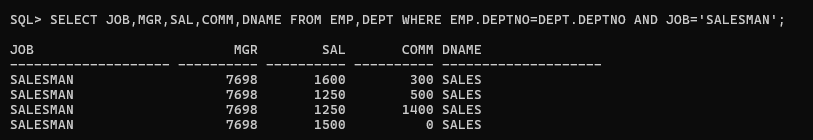 SQL> SELECT JOB,MGR,SAL,COMM,DNAME FROM EMP,DEPT WHERE EMP.DEPTNO=DEPT.DEPTNO AND JOB='SALESMAN';
JOB                         MGR        SAL       COMM DNAME
-------------------- ---------- ---------- ---------- --------------------
SALESMAN                   7698       1600        300 SALES
SALESMAN                   7698       1250        500 SALES
SALESMAN                   7698       1250       1400 SALES
SALESMAN                   7698       1500          0 SALES